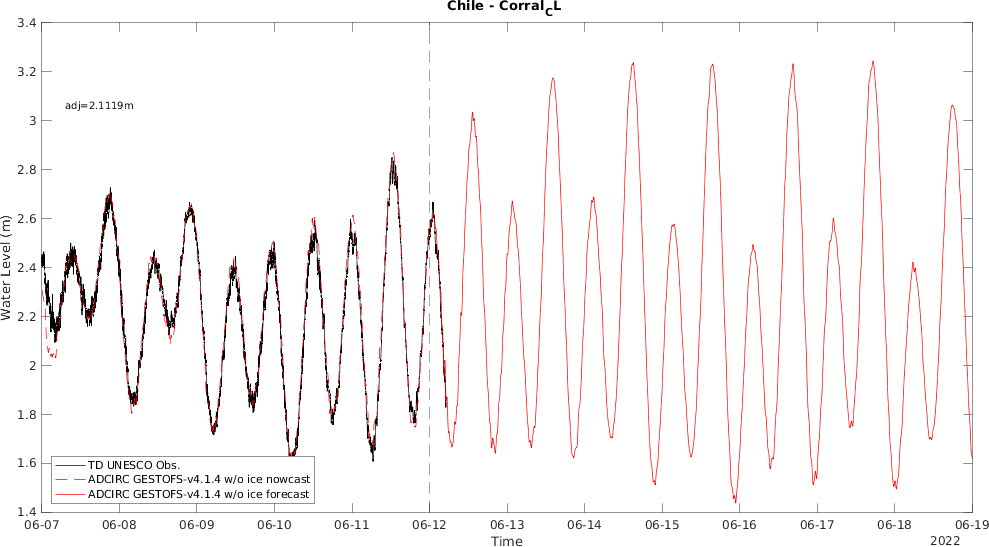 Chile - Corral_CL
3.4
3.2
3
2.8
2.6
2.4
2.2
2
1.8
1.6
1.4
Water Level (m)
adj=2.1119m
TD UNESCO Obs.
ADCIRC GESTOFS-v4.1.4 w/o ice nowcast
ADCIRC GESTOFS-v4.1.4 w/o ice forecast
06-07 06-08 06-09 06-10 06-11 06-12 06-13 06-14 06-15 06-16 06-17 06-18 06-19
Time
2022